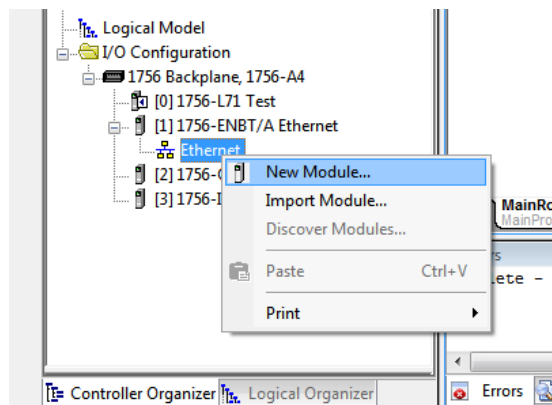 Logical Model
I/O Configuration
1756 Backplane, 1756-A4
[0] 1756-L71 Test
[1] 1756-ENBT/A Ethernet
Ethernet
[2] 1756-
[3] 1756-
New Module...
Import Module...
Discover Modules...
Paste Ctrl+V
Print
MainRo
MainPro
rs
ete -
Controller Organizer
Logical Organizer
Errors